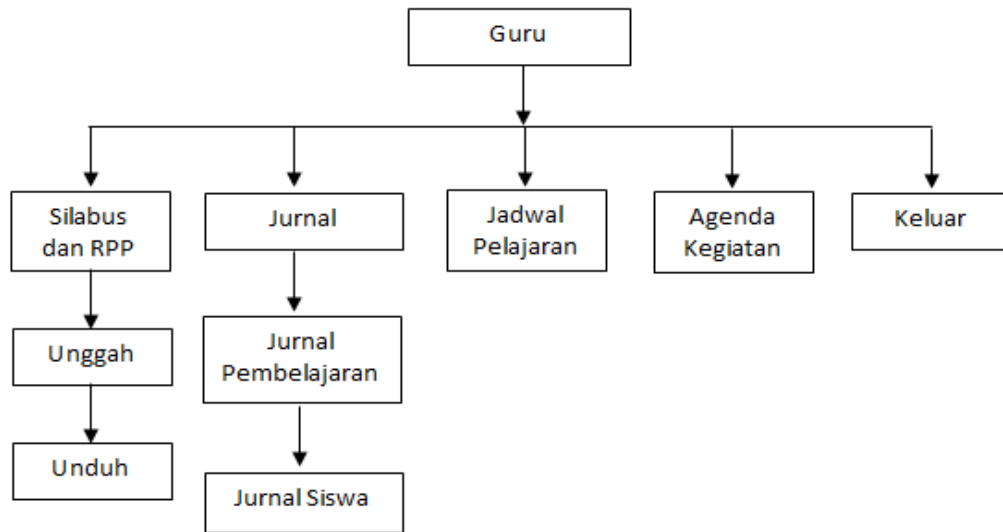 Guru
Silabus
dan RPP
Jurnal
Jadwal
Pelajaran
Agenda
Kegiatan
Keluar
Unggah
Jurnal
Pembelajaran
Unduh
Jurnal Siswa